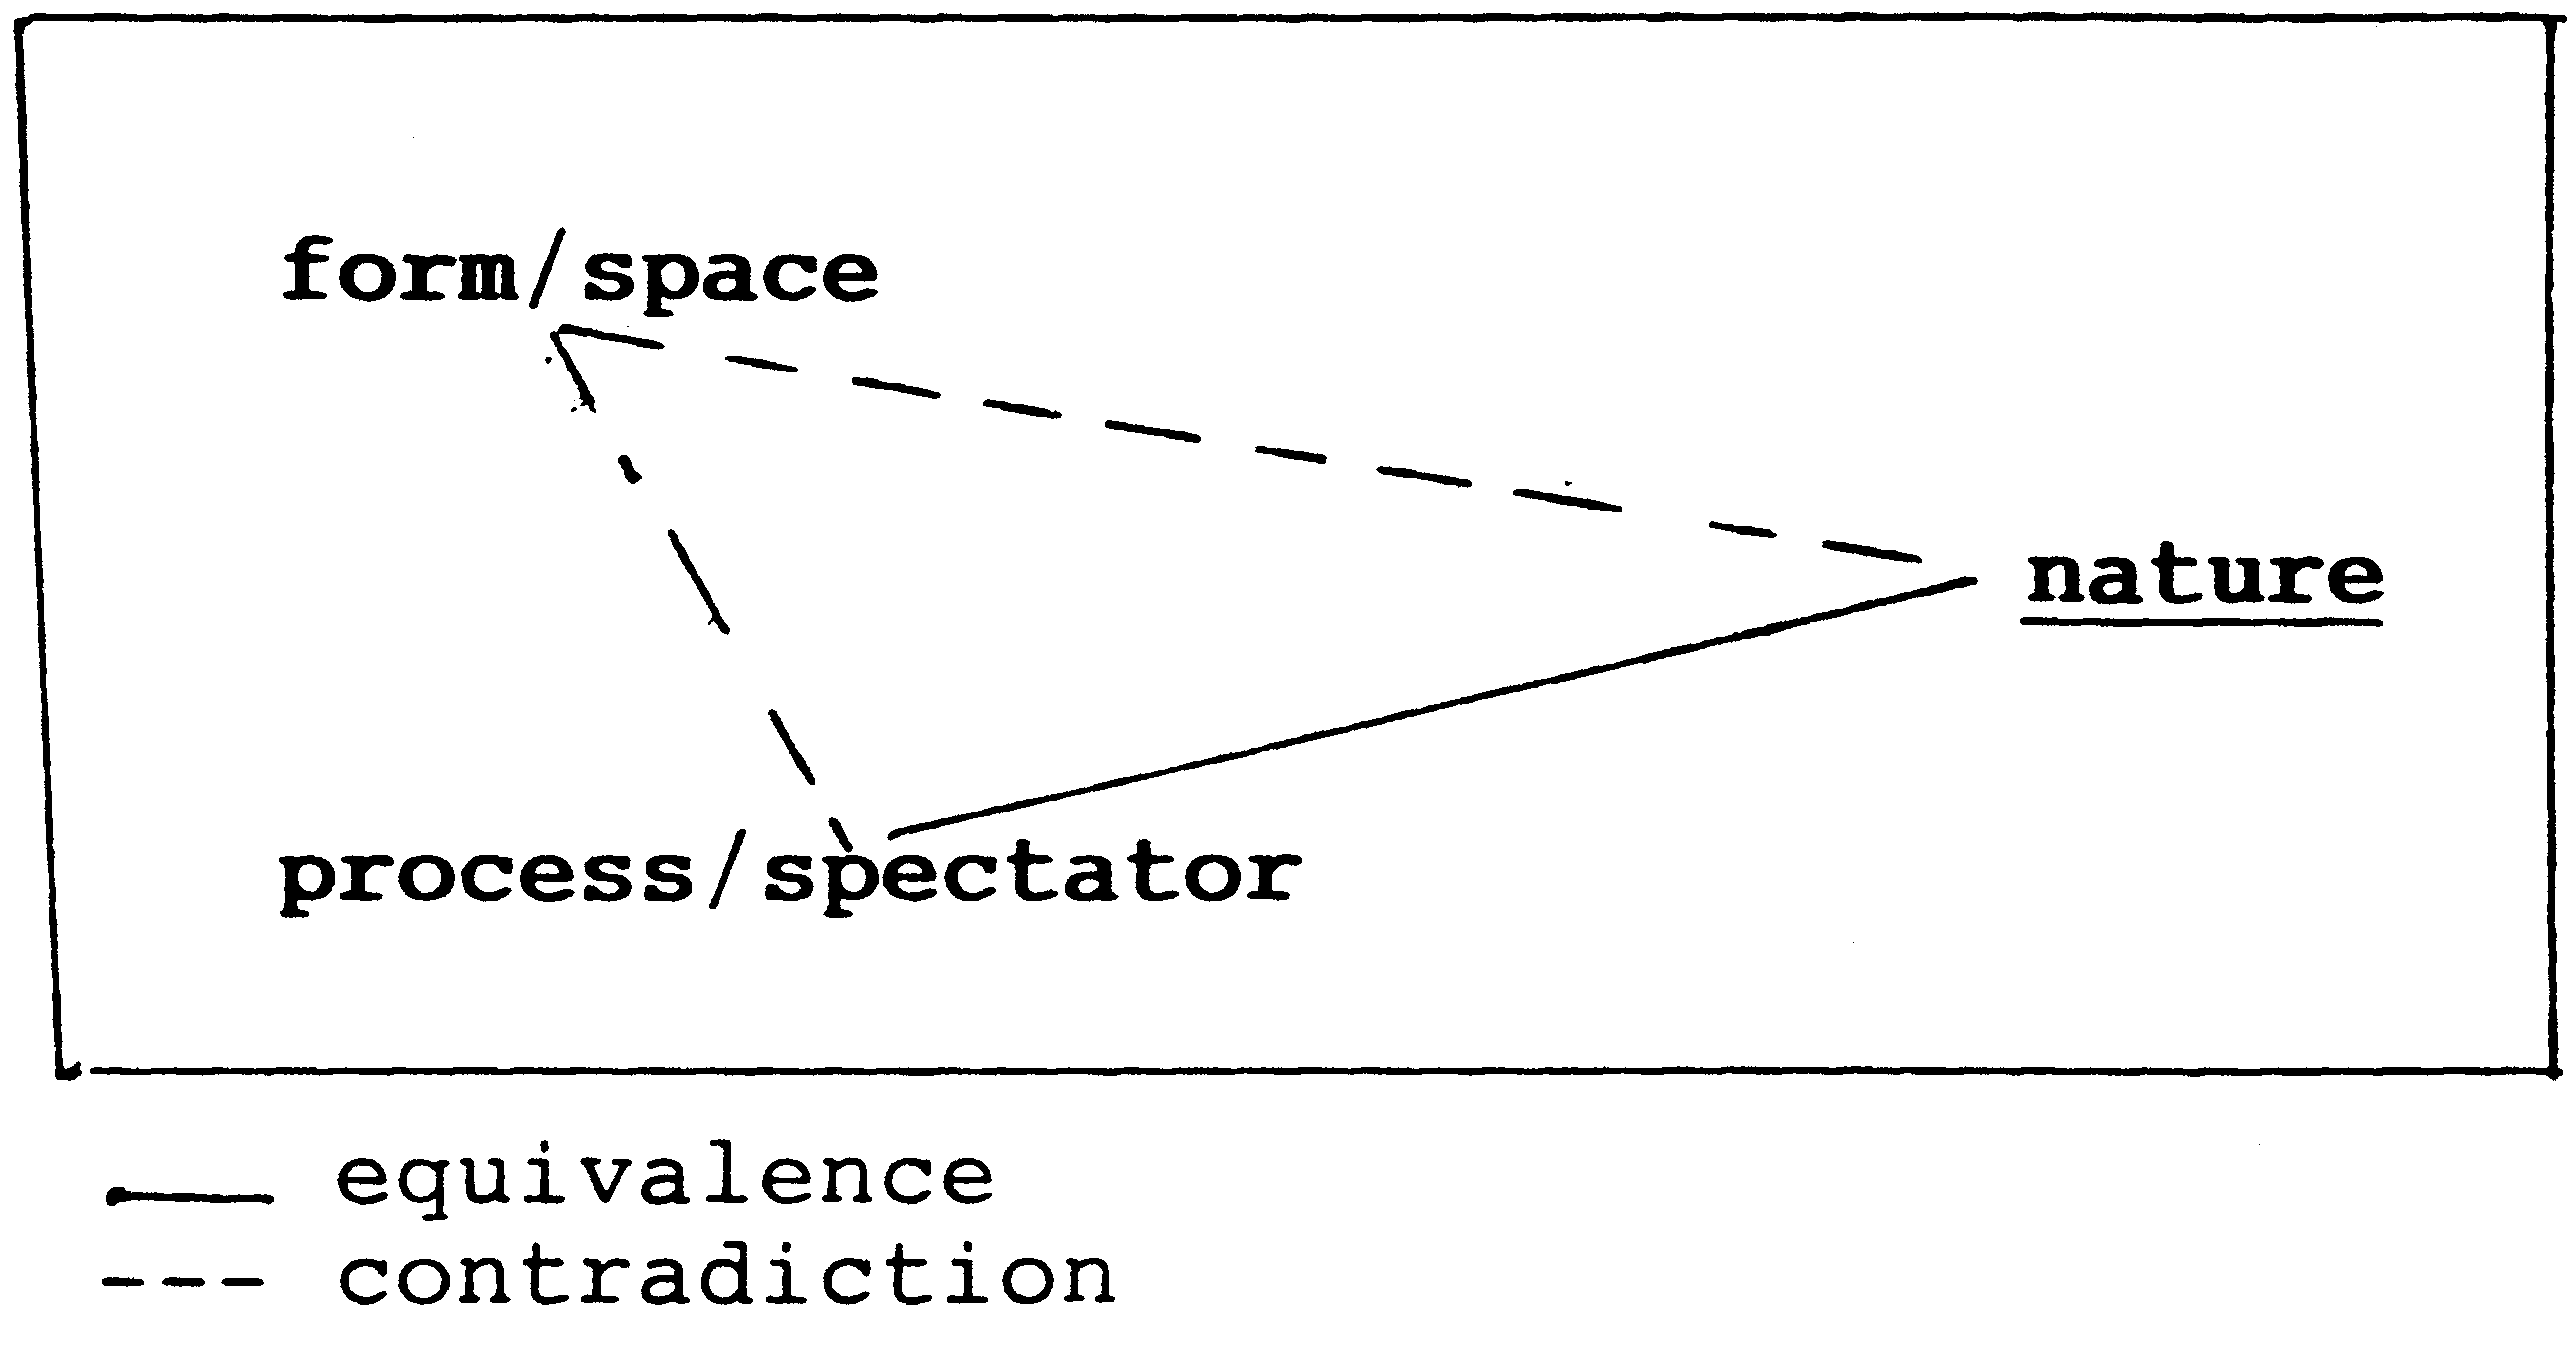 form/space
nature
process/spectator
equivalence
contradiction